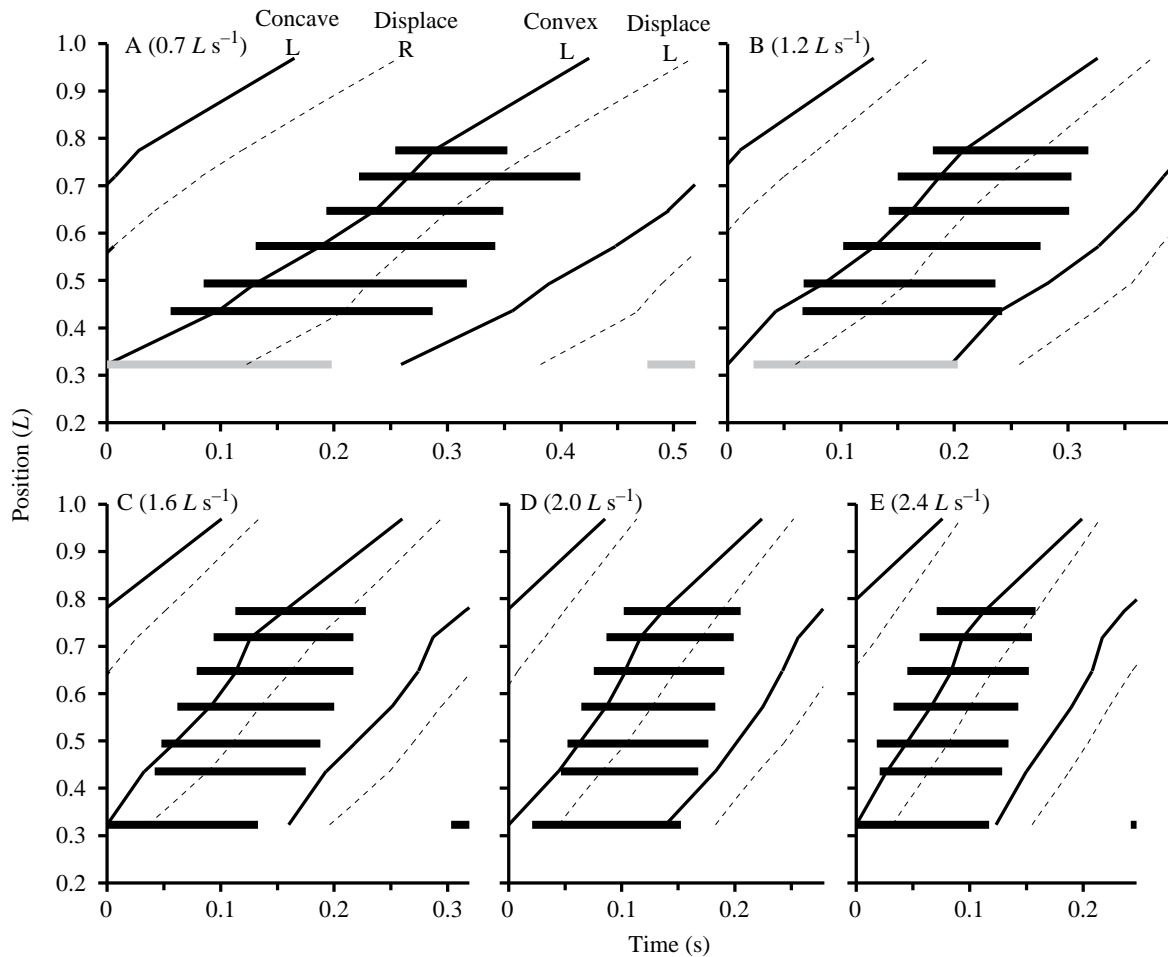 Concave Displace Convex Displace
L R L L
A (0.7 L s⁻¹) B (1.2 L s⁻¹)
1.0
0.9
0.8
0.7
0.6
0.5
0.4
0.3
0.2
0 0.1 0.2 0.3 0.4 0.5 0 0.1 0.2 0.3
Position (L)
C (1.6 L s⁻¹) D (2.0 L s⁻¹) E (2.4 L s⁻¹)
1.0
0.9
0.8
0.7
0.6
0.5
0.4
0.3
0.2
0 0.1 0.2 0.3 0 0.1 0.2 0 0.1 0.2
Time (s)